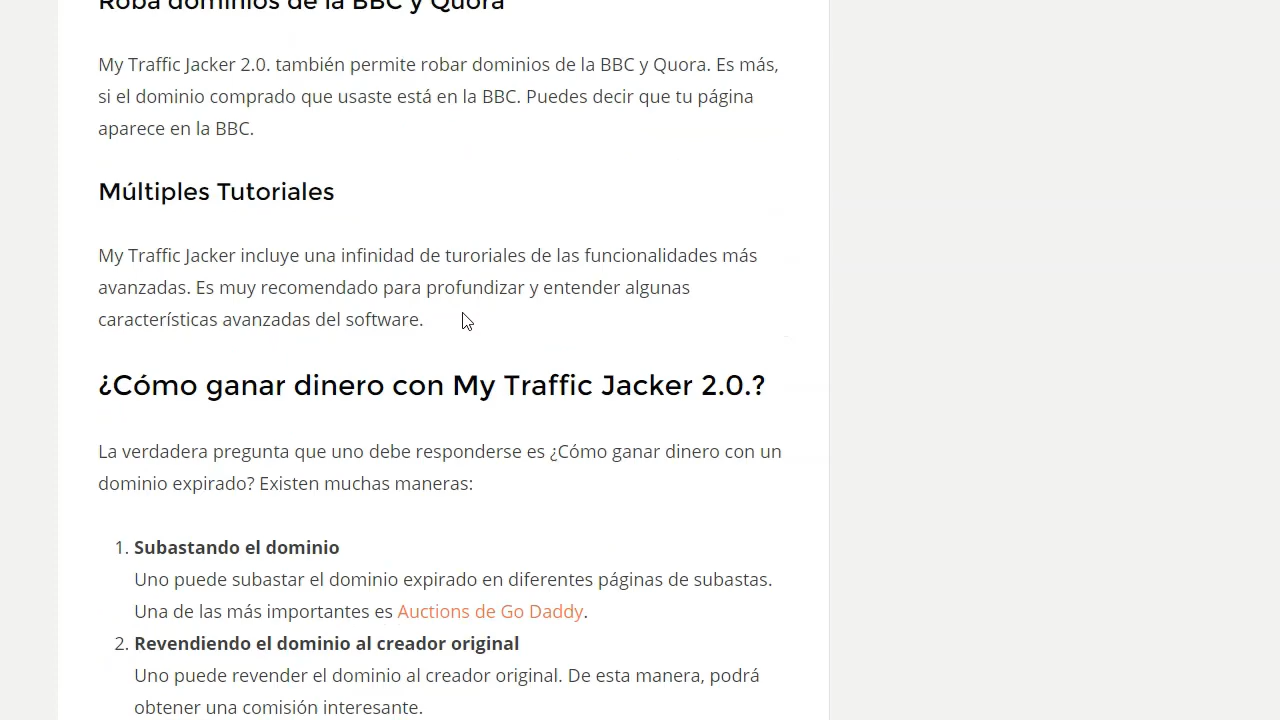 Roba dominios de la BBC y Quora
My Traffic Jacker 2.0. también permite robar dominios de la BBC y Quora. Es más,
si el dominio comprado que usaste está en la BBC. Puedes decir que tu página
aparece en la BBC.
Múltiples Tutoriales
My Traffic Jacker incluye una infinidad de turoriales de las funcionalidades más
avanzadas. Es muy recomendado para profundizar y entender algunas
características avanzadas del software.
¿Cómo ganar dinero con My Traffic Jacker 2.0.?
La verdadera pregunta que uno debe responderse es ¿Cómo ganar dinero con un
dominio expirado? Existen muchas maneras:
1. Subastando el dominio
Uno puede subastar el dominio expirado en diferentes páginas de subastas.
Una de las más importantes es Auctions de Go Daddy.
2. Revendiendo el dominio al creador original
Uno puede revender el dominio al creador original. De esta manera, podrá
obtener una comisión interesante.